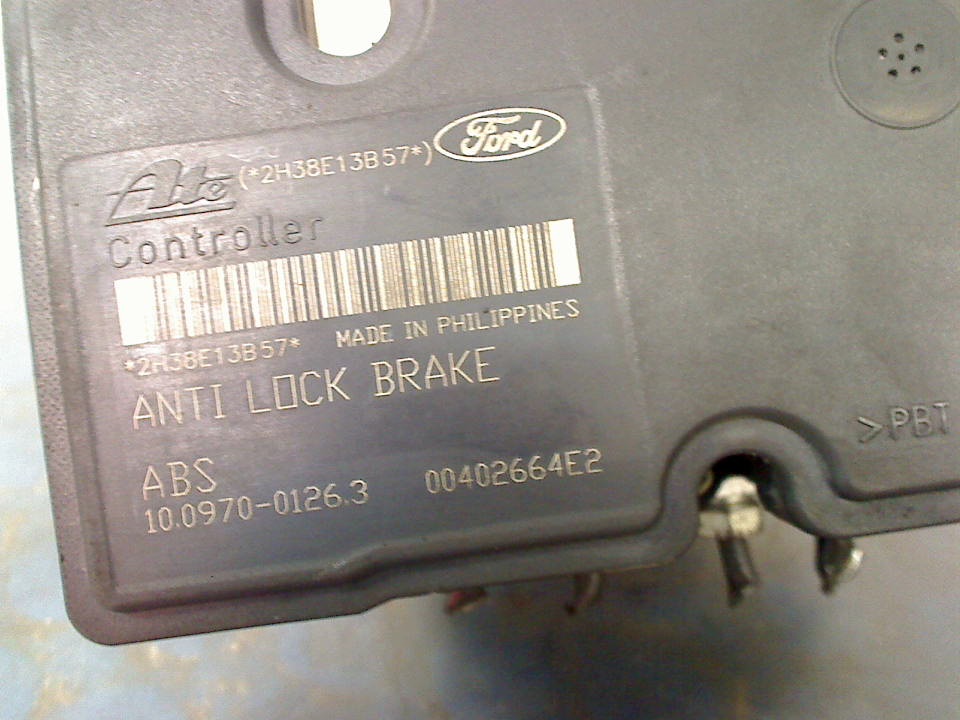 Ate (*2H38E13B57*) Ford
Controller
*2H38E13B57* MADE IN PHILIPPINES
ANTI LOCK BRAKE
ABS
10.0970-0126.3 00402664E2
>PBT